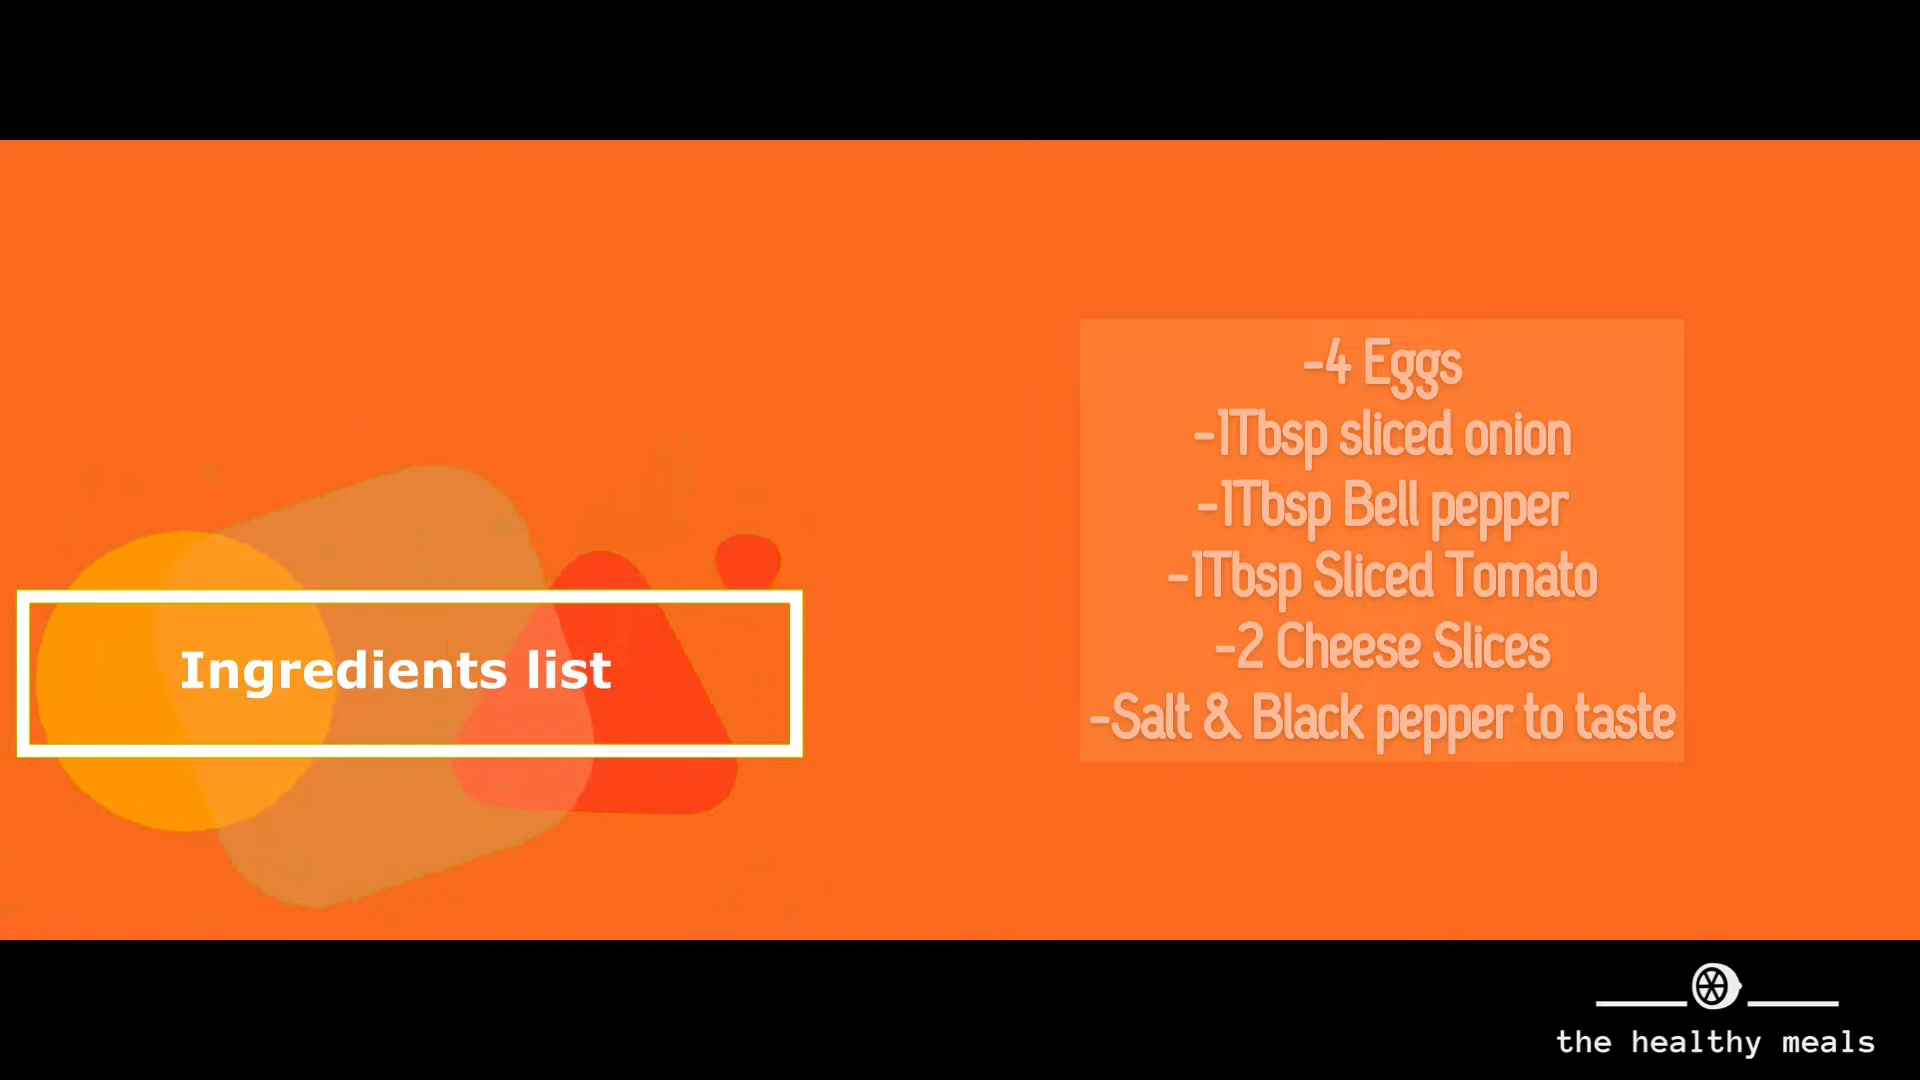 Ingredients list
-4 Eggs
-1Tbsp sliced onion
-1Tbsp Bell pepper
-1Tbsp Sliced Tomato
-2 Cheese Slices
-Salt & Black pepper to taste
the healthy meals